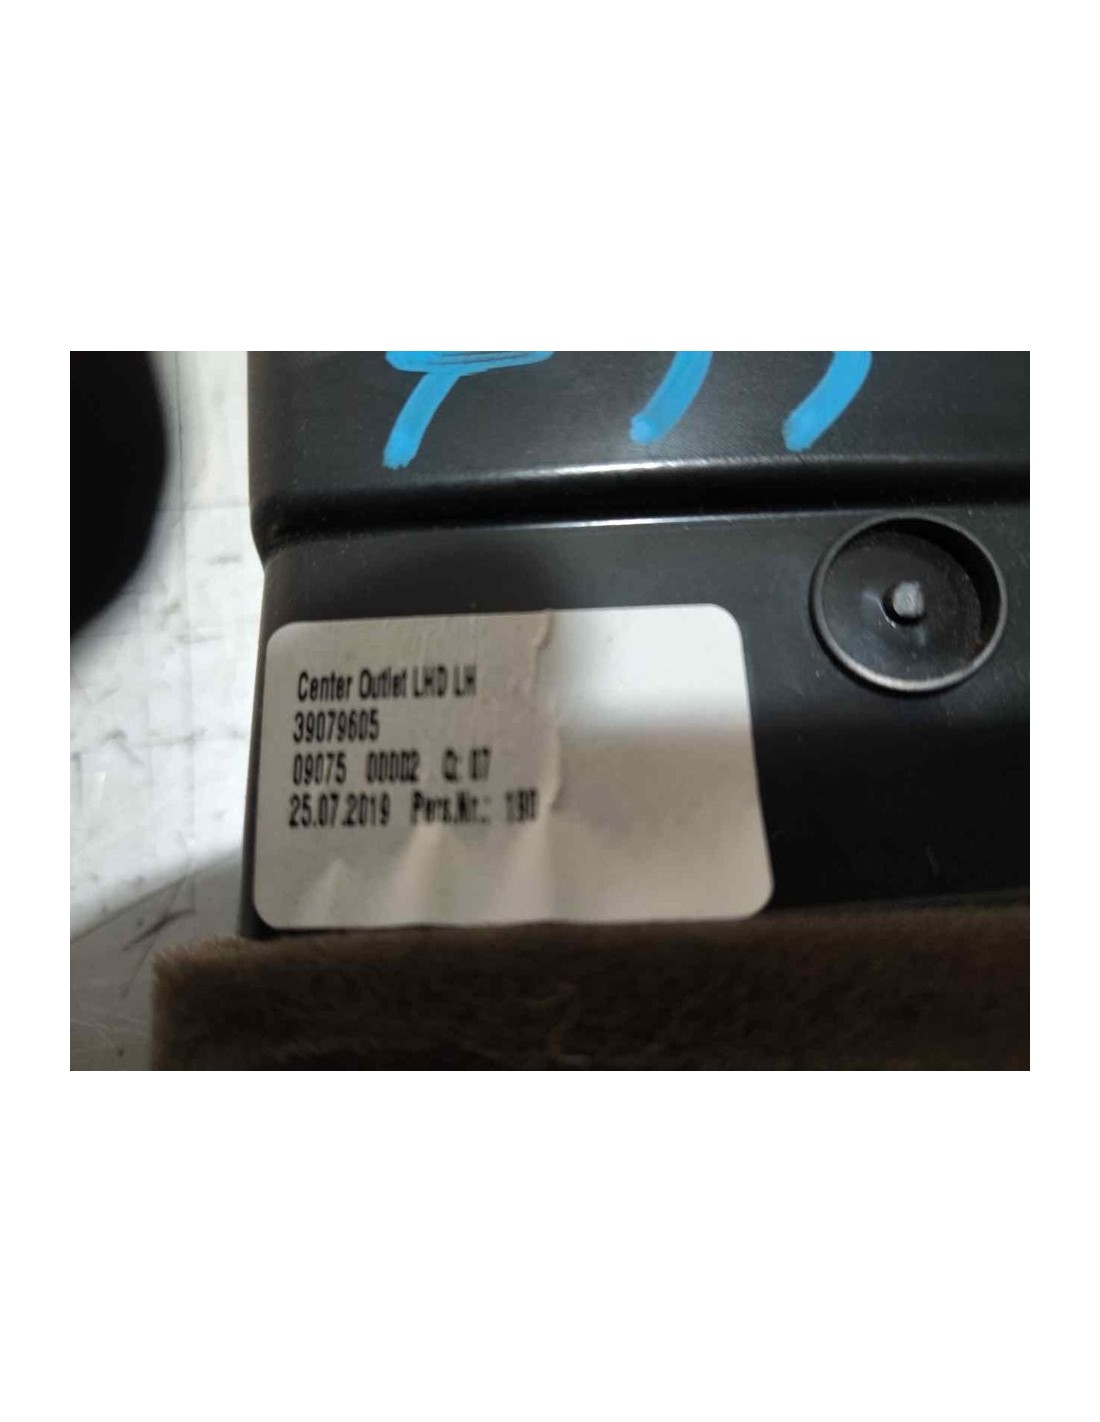 Center Outlet LHD LH
39079605
09075 00002 Q: 07
25.07.2019 Pers.Nr.: